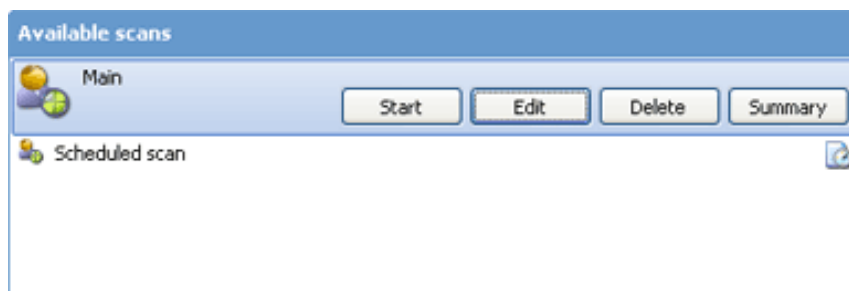 Available scans
Main
Start Edit Delete Summary
Scheduled scan